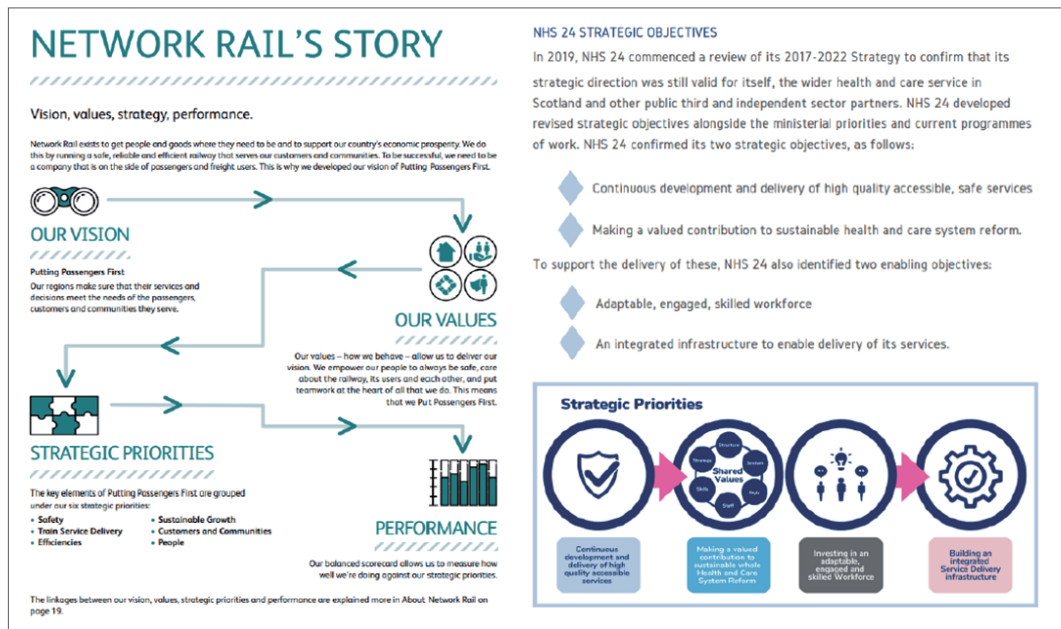 NETWORK RAIL'S STORY
Vision, values, strategy, performance.
Network Rail exists to get people and goods where they need to be and to support our country's economic prosperity. We do
this by running a safe, reliable and efficient railway that serves our customers and communities. To be successful, we need to be
a company that is on the side of passengers and freight users. This is why we developed our vision of Putting Passengers First.
OUR VISION
Putting Passengers First
Our regions make sure that their services and
decisions meet the needs of the passengers,
customers and communities they serve.
OUR VALUES
Our values – how we behave – allow us to deliver our
vision. We empower our people to always be safe, care
about the railway, its users and each other, and put
teamwork at the heart of all that we do. This means
that we Put Passengers First.
STRATEGIC PRIORITIES
The key elements of Putting Passengers First are grouped
under our six strategic priorities:
• Safety
• Train Service Delivery
• Efficiencies
• Sustainable Growth
• Customers and Communities
• People
PERFORMANCE
Our balanced scorecard allows us to measure how
well we're doing against our strategic priorities.
The linkages between our vision, values, strategic priorities and performance are explained more in About Network Rail on
page 19.
NHS 24 STRATEGIC OBJECTIVES
In 2019, NHS 24 commenced a review of its 2017-2022 Strategy to confirm that its
strategic direction was still valid for itself, the wider health and care service in
Scotland and other public third and independent sector partners. NHS 24 developed
revised strategic objectives alongside the ministerial priorities and current programmes
of work. NHS 24 confirmed its two strategic objectives, as follows:
Continuous development and delivery of high quality accessible, safe services
Making a valued contribution to sustainable health and care system reform.
To support the delivery of these, NHS 24 also identified two enabling objectives:
Adaptable, engaged, skilled workforce
An integrated infrastructure to enable delivery of its services.
Strategic Priorities
Structure
Strategy
Systems
Shared
Values
Skills
Style
Staff
Continuous
development and
delivery of high
quality accessible
services
Making a valued
contribution to
sustainable whole
Health and Care
System Reform
Investing in an
adaptable,
engaged and
skilled Workforce
Building an
integrated
Service Delivery
infrastructure